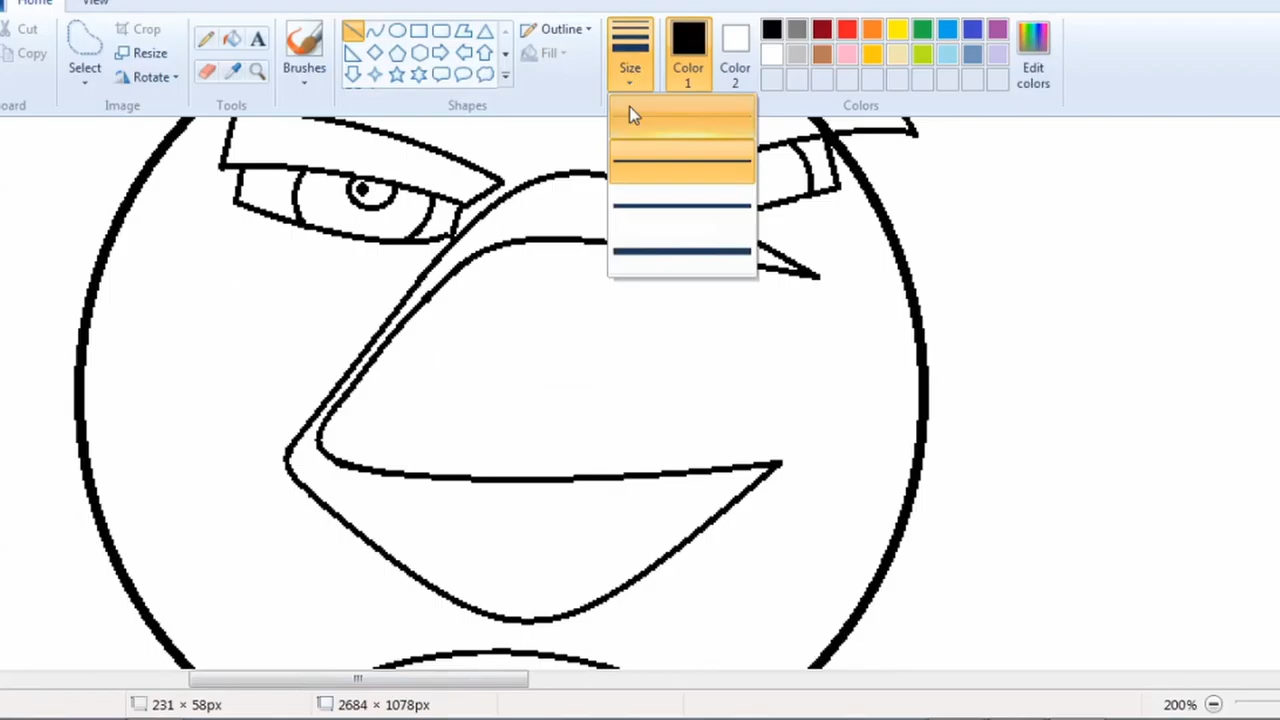 Home View
Cut
Copy
oard
Select
Crop
Resize
Rotate
Image
Tools
A
Brushes
Shapes
Outline
Fill
Size
Color
1
Color
2
Colors
Edit
colors
231 × 58px
2684 × 1078px
200%